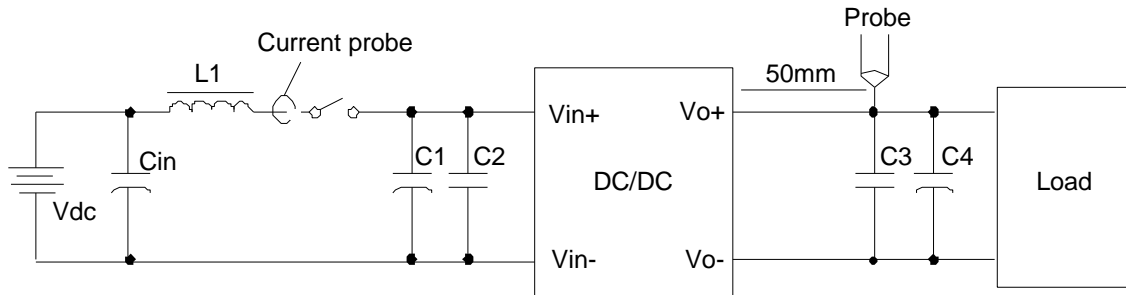 Probe
Current probe
L1
50mm
Vin+
Vo+
Cin
C1
C2
C3
C4
DC/DC
Load
Vdc
Vin-
Vo-